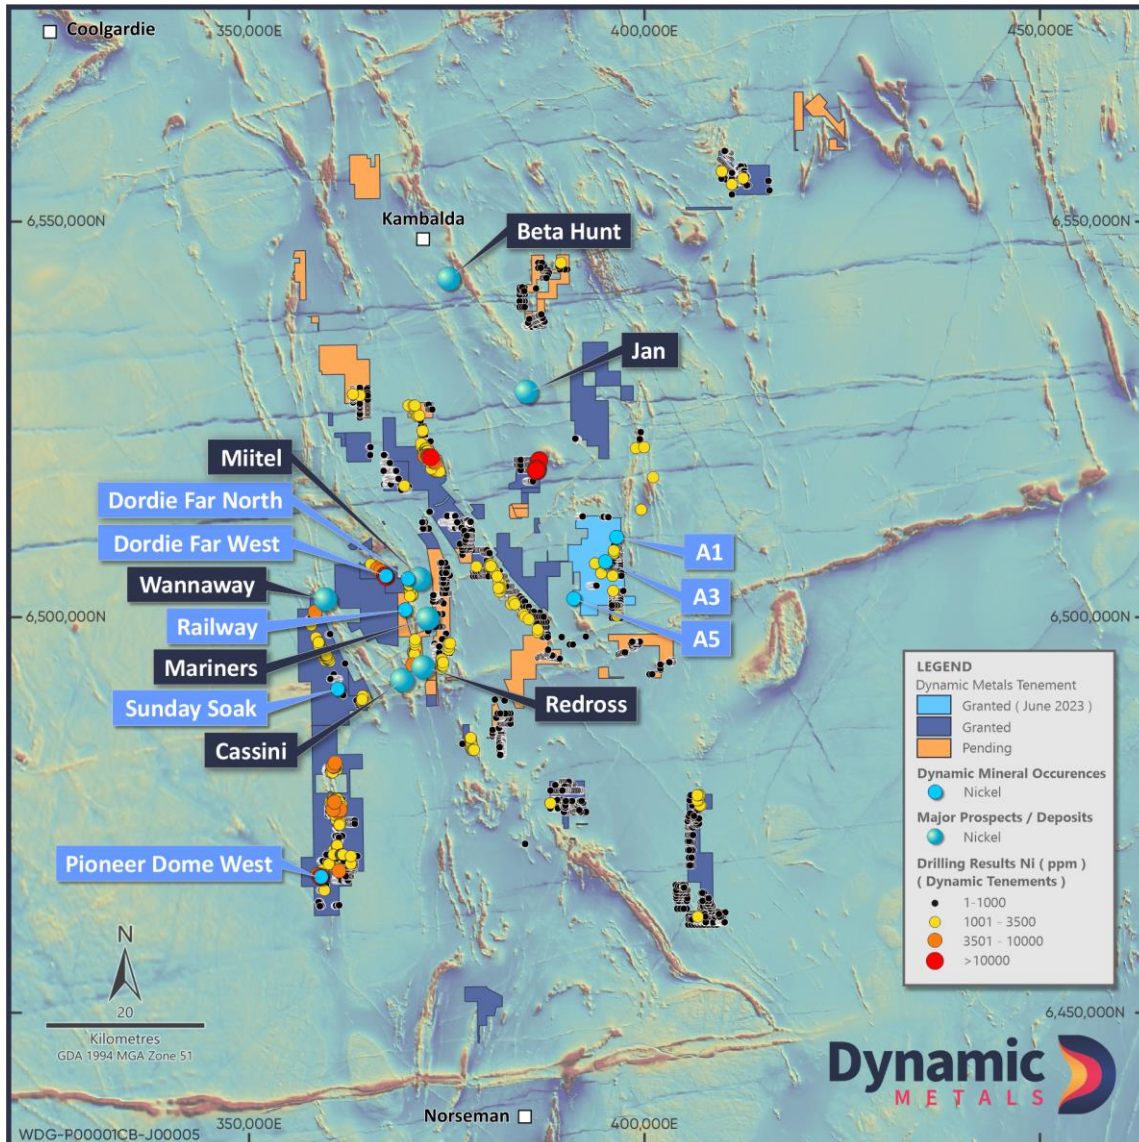 Coolgardie
350,000E
400,000E
450,000E
6,550,000N
6,550,000N
Kambalda
Beta Hunt
Jan
Miitel
Dordie Far North
Dordie Far West
Wannaway
Railway
Mariners
Sunday Soak
Cassini
Redross
A1
A3
A5
6,500,000N
6,500,000N
Pioneer Dome West
LEGEND
Dynamic Metals Tenement
Granted ( June 2023 )
Granted
Pending
Dynamic Mineral Occurences
Nickel
Major Prospects / Deposits
Nickel
Drilling Results Ni ( ppm )
( Dynamic Tenements )
1-1000
1001 - 3500
3501 - 10000
>10000
N
20
Kilometres
GDA 1994 MGA Zone 51
6,450,000N
6,450,000N
Dynamic
METALS
Norseman
WDG-P00001CB-J00005
350,000E
400,000E